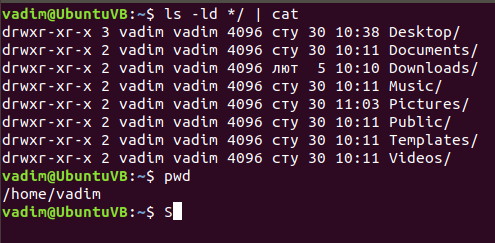 vadim@UbuntuVB:~$ ls -ld */ | cat
drwxr-xr-x 3 vadim vadim 4096 сту 30 10:38 Desktop/
drwxr-xr-x 2 vadim vadim 4096 сту 30 10:11 Documents/
drwxr-xr-x 2 vadim vadim 4096 лют  5 10:10 Downloads/
drwxr-xr-x 2 vadim vadim 4096 сту 30 10:11 Music/
drwxr-xr-x 2 vadim vadim 4096 сту 30 11:03 Pictures/
drwxr-xr-x 2 vadim vadim 4096 сту 30 10:11 Public/
drwxr-xr-x 2 vadim vadim 4096 сту 30 10:11 Templates/
drwxr-xr-x 2 vadim vadim 4096 сту 30 10:11 Videos/
vadim@UbuntuVB:~$ pwd
/home/vadim
vadim@UbuntuVB:~$ S